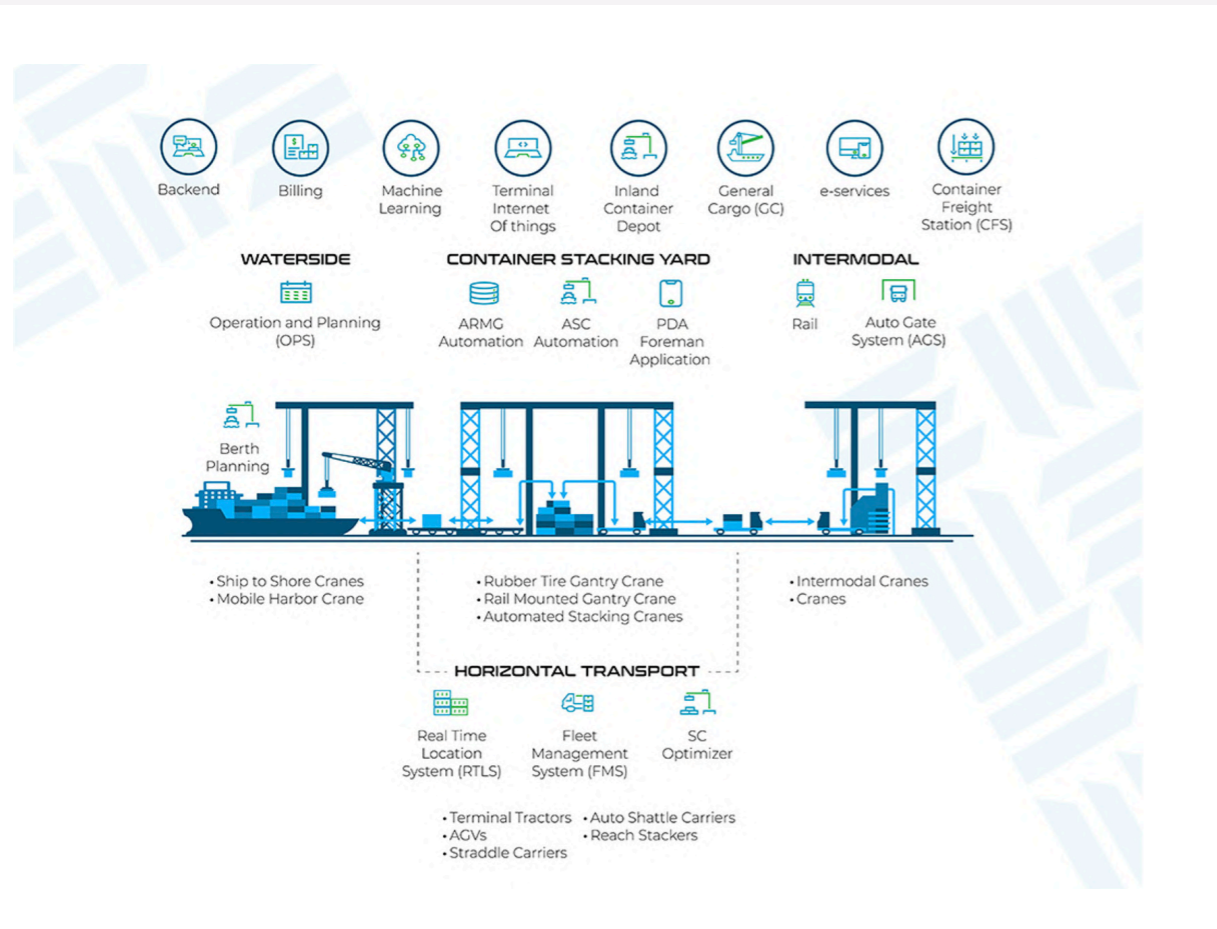 Backend
Billing
Machine
Learning
Terminal
Internet
Of things
Inland
Container
Depot
General
Cargo (GC)
e-services
Container
Freight
Station (CFS)
WATERSIDE
Operation and Planning
(OPS)
CONTAINER STACKING YARD
ARMG
Automation
ASC
Automation
PDA
Foreman
Application
INTERMODAL
Rail
Auto Gate
System (AGS)
Berth
Planning
• Ship to Shore Cranes
• Mobile Harbor Crane
• Rubber Tire Gantry Crane
• Rail Mounted Gantry Crane
• Automated Stacking Cranes
• Intermodal Cranes
• Cranes
HORIZONTAL TRANSPORT
Real Time
Location
System (RTLS)
Fleet
Management
System (FMS)
SC
Optimizer
• Terminal Tractors
• AGVs
• Straddle Carriers
• Auto Shattle Carriers
• Reach Stackers